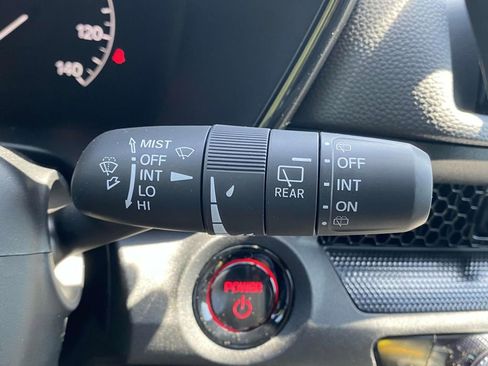 120
140
MIST
OFF
INT
LO
HI
REAR
OFF
INT
ON
POWER